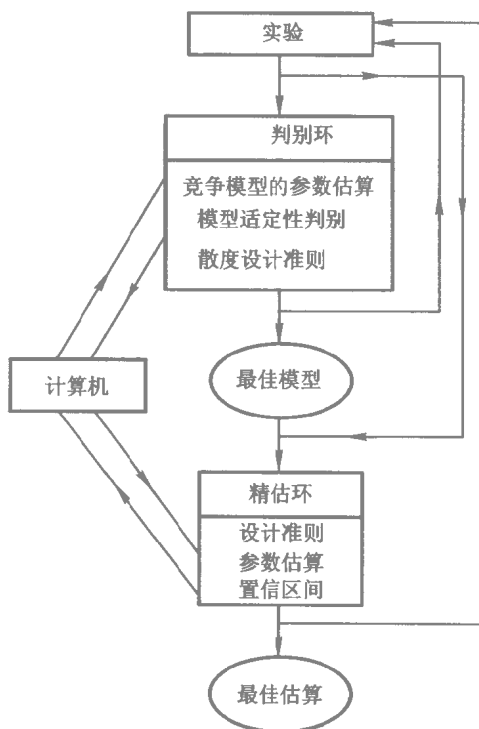 实验
判别环
竞争模型的参数估算
模型适定性判别
散度设计准则
计算机
最佳模型
精估环
设计准则
参数估算
置信区间
最佳估算